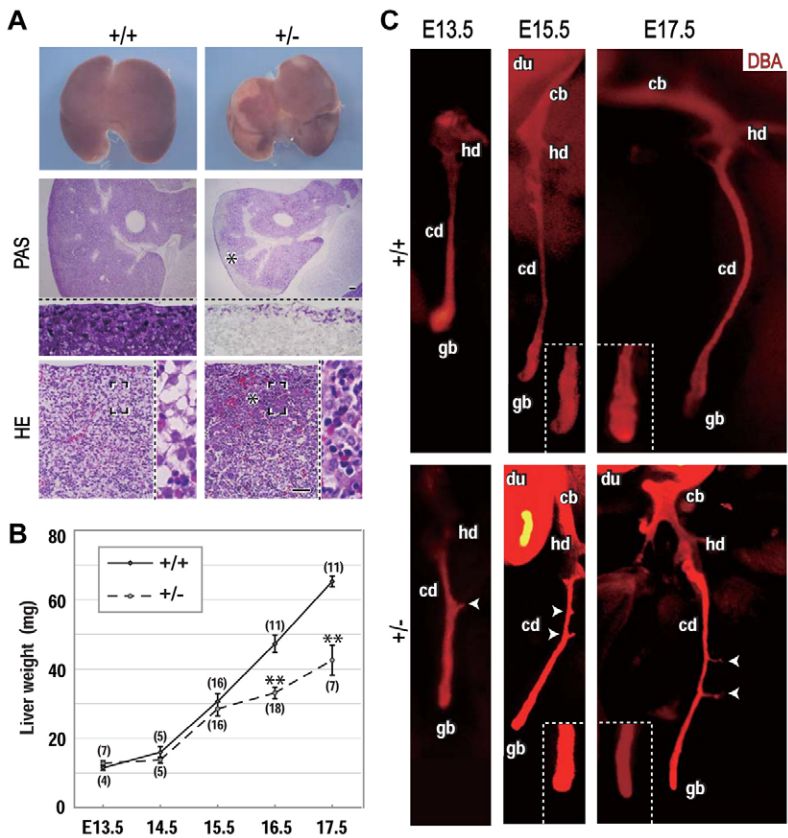 A
+/+ +/-
PAS
*
HE
*
B
80
60
40
20
0
Liver weight (mg)
+/+
+/-
(7)
(4)
(5)
(5)
(16)
(16)
(11)
**
(18)
(11)
**
(7)
E13.5 14.5 15.5 16.5 17.5
C
E13.5 E15.5 E17.5
DBA
+/+
hd
cd
gb
du
cb
hd
cd
gb
cb
hd
cd
gb
+/-
hd
cd
gb
du
cb
hd
cd
gb
du
cb
hd
cd
gb